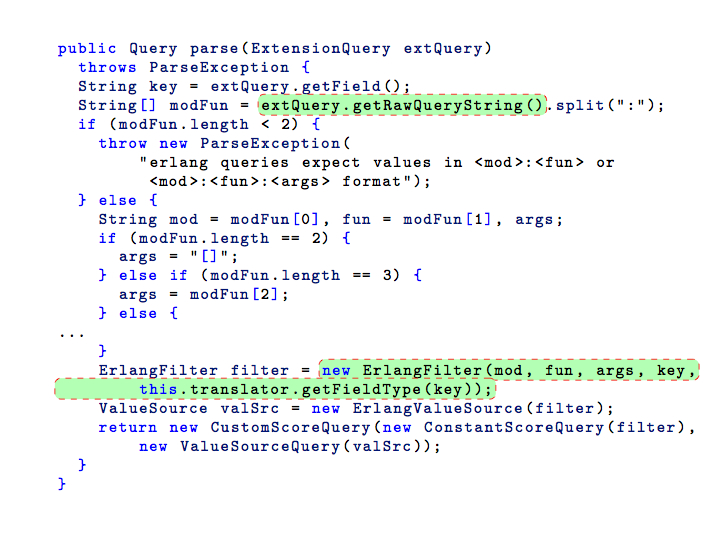 public Query parse(ExtensionQuery extQuery)
throws ParseException {
String key = extQuery.getField();
String[] modFun = extQuery.getRawQueryString().split(":");
if (modFun.length < 2) {
throw new ParseException(
"erlang queries expect values in <mod>:<fun> or
<mod>:<fun>:<args> format");
} else {
String mod = modFun[0], fun = modFun[1], args;
if (modFun.length == 2) {
args = "[]";
} else if (modFun.length == 3) {
args = modFun[2];
} else {
...
}
ErlangFilter filter = new ErlangFilter(mod, fun, args, key,
this.translator.getFieldType(key));
ValueSource valSrc = new ErlangValueSource(filter);
return new CustomScoreQuery(new ConstantScoreQuery(filter),
new ValueSourceQuery(valSrc));
}
}